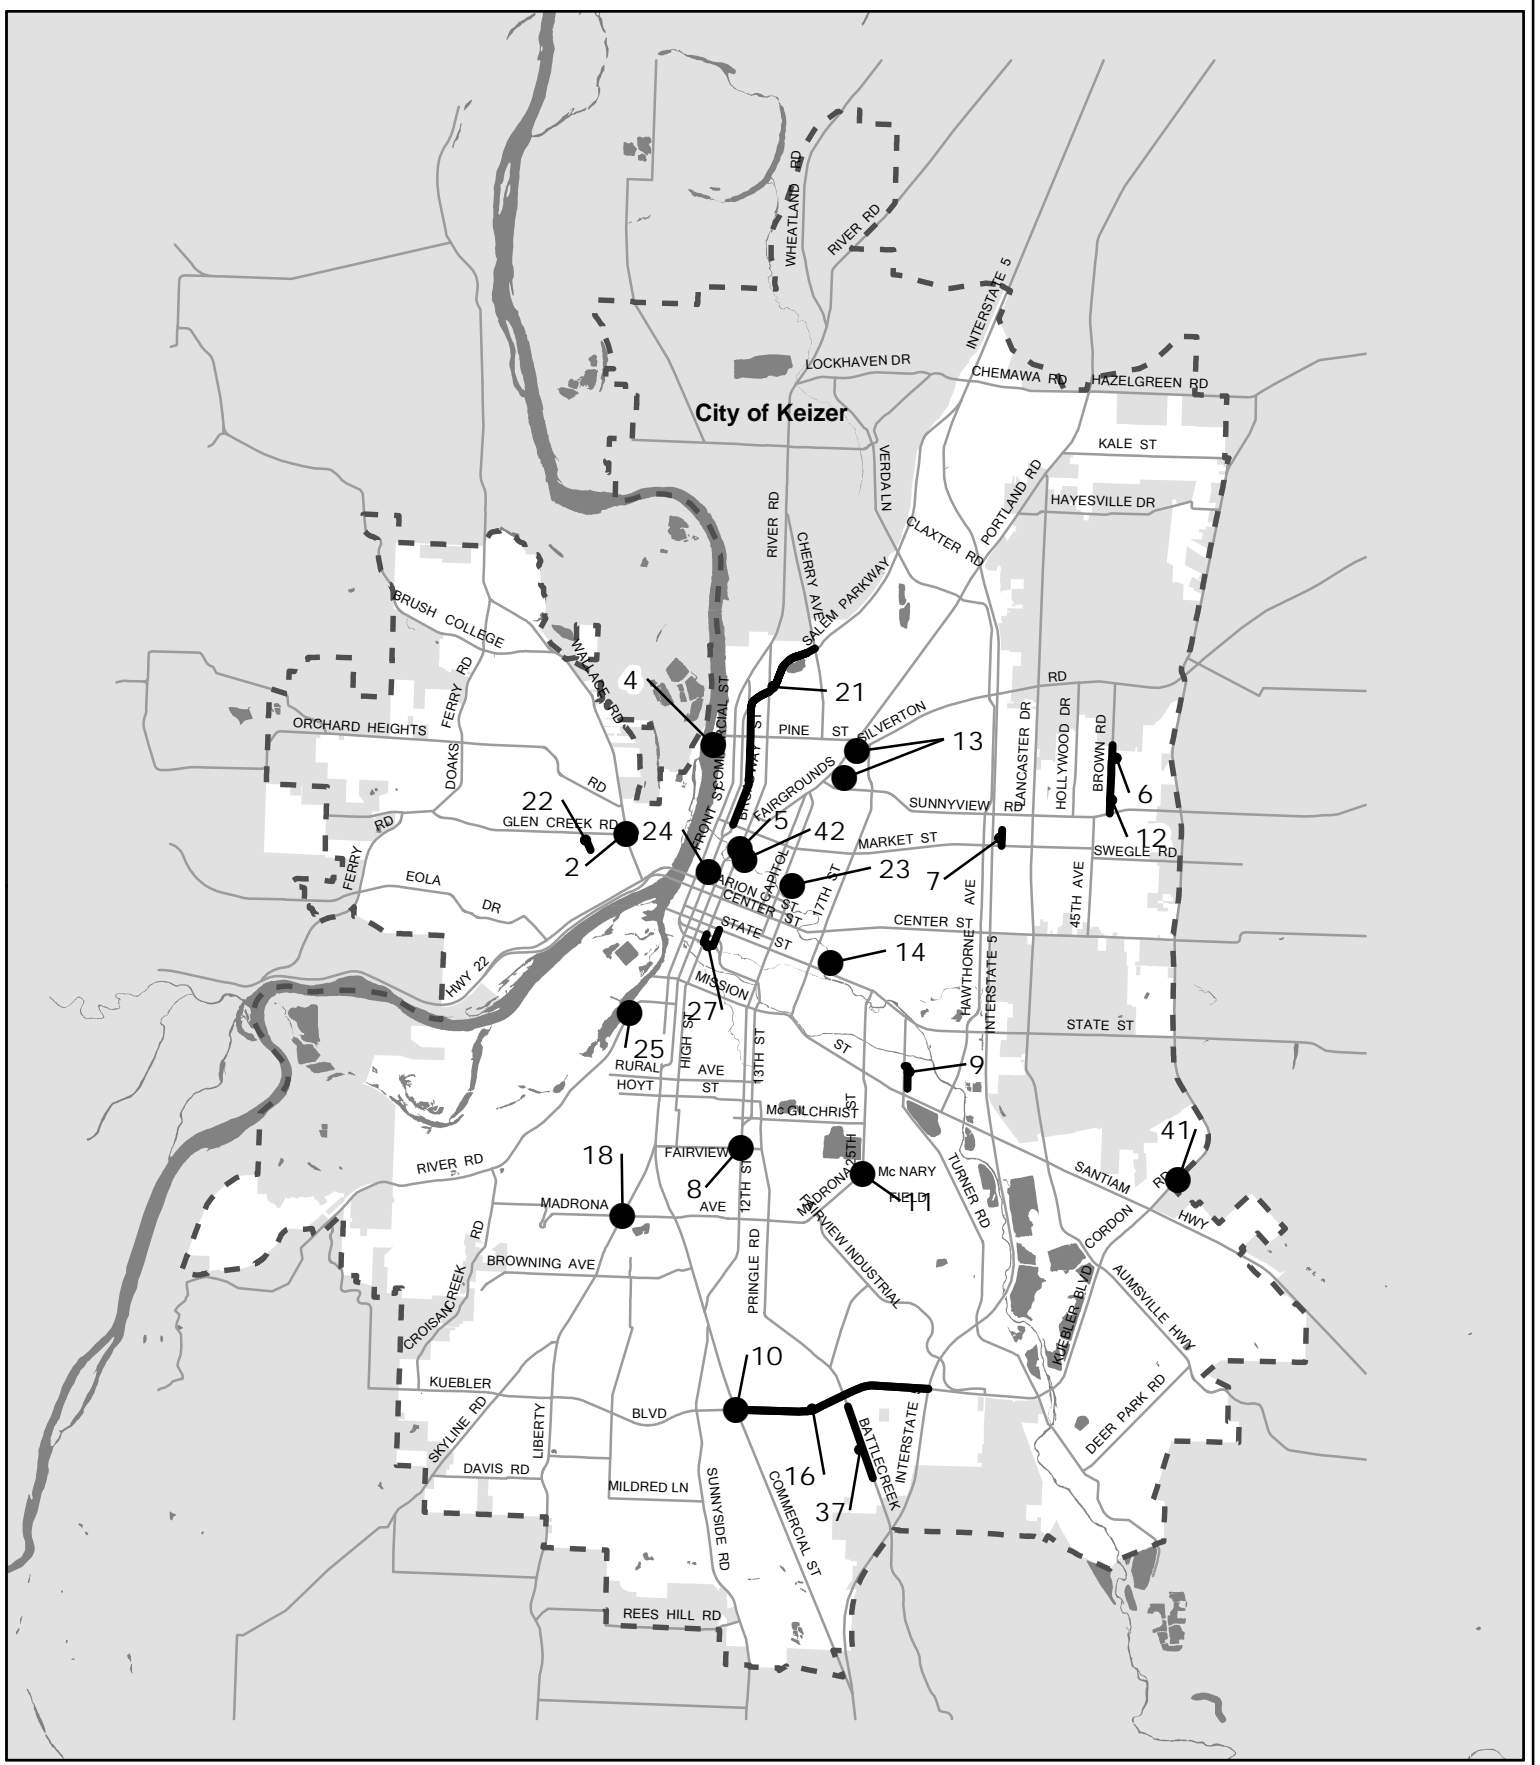 WHEATLAND RD
RIVER RD
INTERSTATE 5
LOCKHAVEN DR
CHEMAWA RD
HAZELGREEN RD
City of Keizer
KALE ST
VERDA LN
PORTLAND RD
HAYESVILLE DR
RIVER RD
CLAXTER RD
CHERRY AVE
SALEM PARKWAY
BRUSH COLLEGE
WALLACE RD
DOAKS FERRY RD
4
21
RD
ORCHARD HEIGHTS
RD
COMMERCIAL ST
BROADWAY ST
PINE ST
SILVERTON
13
LANCASTER DR
HOLLYWOOD DR
BROWN RD
FAIRGROUNDS
6
22
GLEN CREEK RD
24
FRONT ST
5
42
SUNNYVIEW RD
12
MARKET ST
SWEGLE RD
2
7
23
FERRY RD
EOLA DR
ARION ST
CAPITOL
17TH ST
CENTER ST
CENTER ST
45TH AVE
HAWTHORNE AVE
STATE ST
14
HWY 22
MISSION ST
27
INTERSTATE 5
STATE ST
25
HIGH ST
13TH ST
RURAL AVE
HOYT ST
9
Mc GILCHRIST ST
25TH
41
18
FAIRVIEW
RIVER RD
8
12TH ST
Mc NARY
FIELD
11
TURNER RD
SANTIAM
HWY
MADRONA AVE
MADRONA
CORDON RD
CROISAN CREEK RD
BROWNING AVE
PRINGLE RD
FAIRVIEW INDUSTRIAL
KUEBLER BLVD
AUMSVILLE HWY
10
KUEBLER BLVD
SKYLINE RD
LIBERTY
DEER PARK RD
16
37
BATTLECREEK
INTERSTATE
DAVIS RD
MILDRED LN
SUNNYSIDE RD
COMMERCIAL ST
REES HILL RD